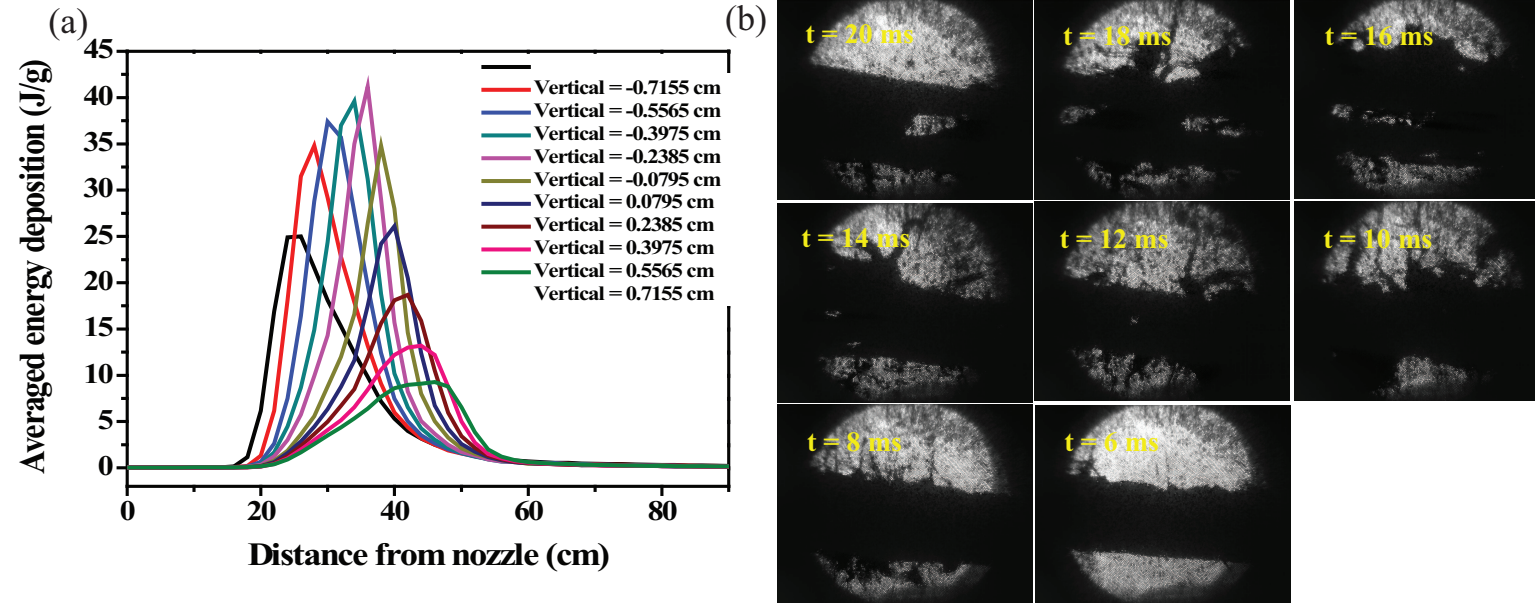 (a)
Averaged energy deposition (J/g)
45
40
35
30
25
20
15
10
5
0
0 20 40 60 80
Distance from nozzle (cm)
Vertical = -0.7155 cm
Vertical = -0.5565 cm
Vertical = -0.3975 cm
Vertical = -0.2385 cm
Vertical = -0.0795 cm
Vertical = 0.0795 cm
Vertical = 0.2385 cm
Vertical = 0.3975 cm
Vertical = 0.5565 cm
Vertical = 0.7155 cm
(b)
t = 20 ms
t = 18 ms
t = 16 ms
t = 14 ms
t = 12 ms
t = 10 ms
t = 8 ms
t = 6 ms